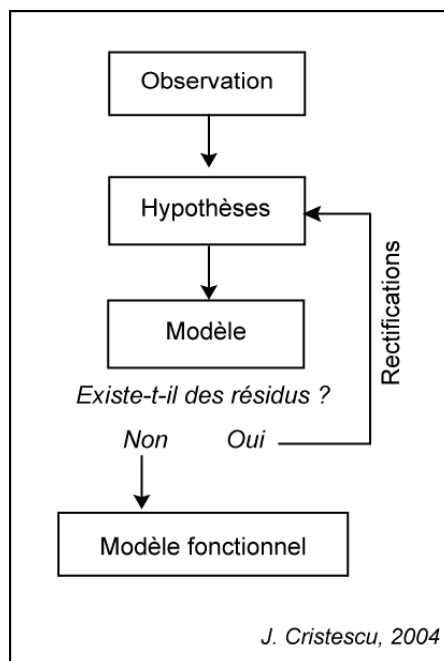 Observation
Hypothèses
Rectifications
Modèle
Existe-t-il des résidus ?
Non Oui
Modèle fonctionnel
J. Cristescu, 2004